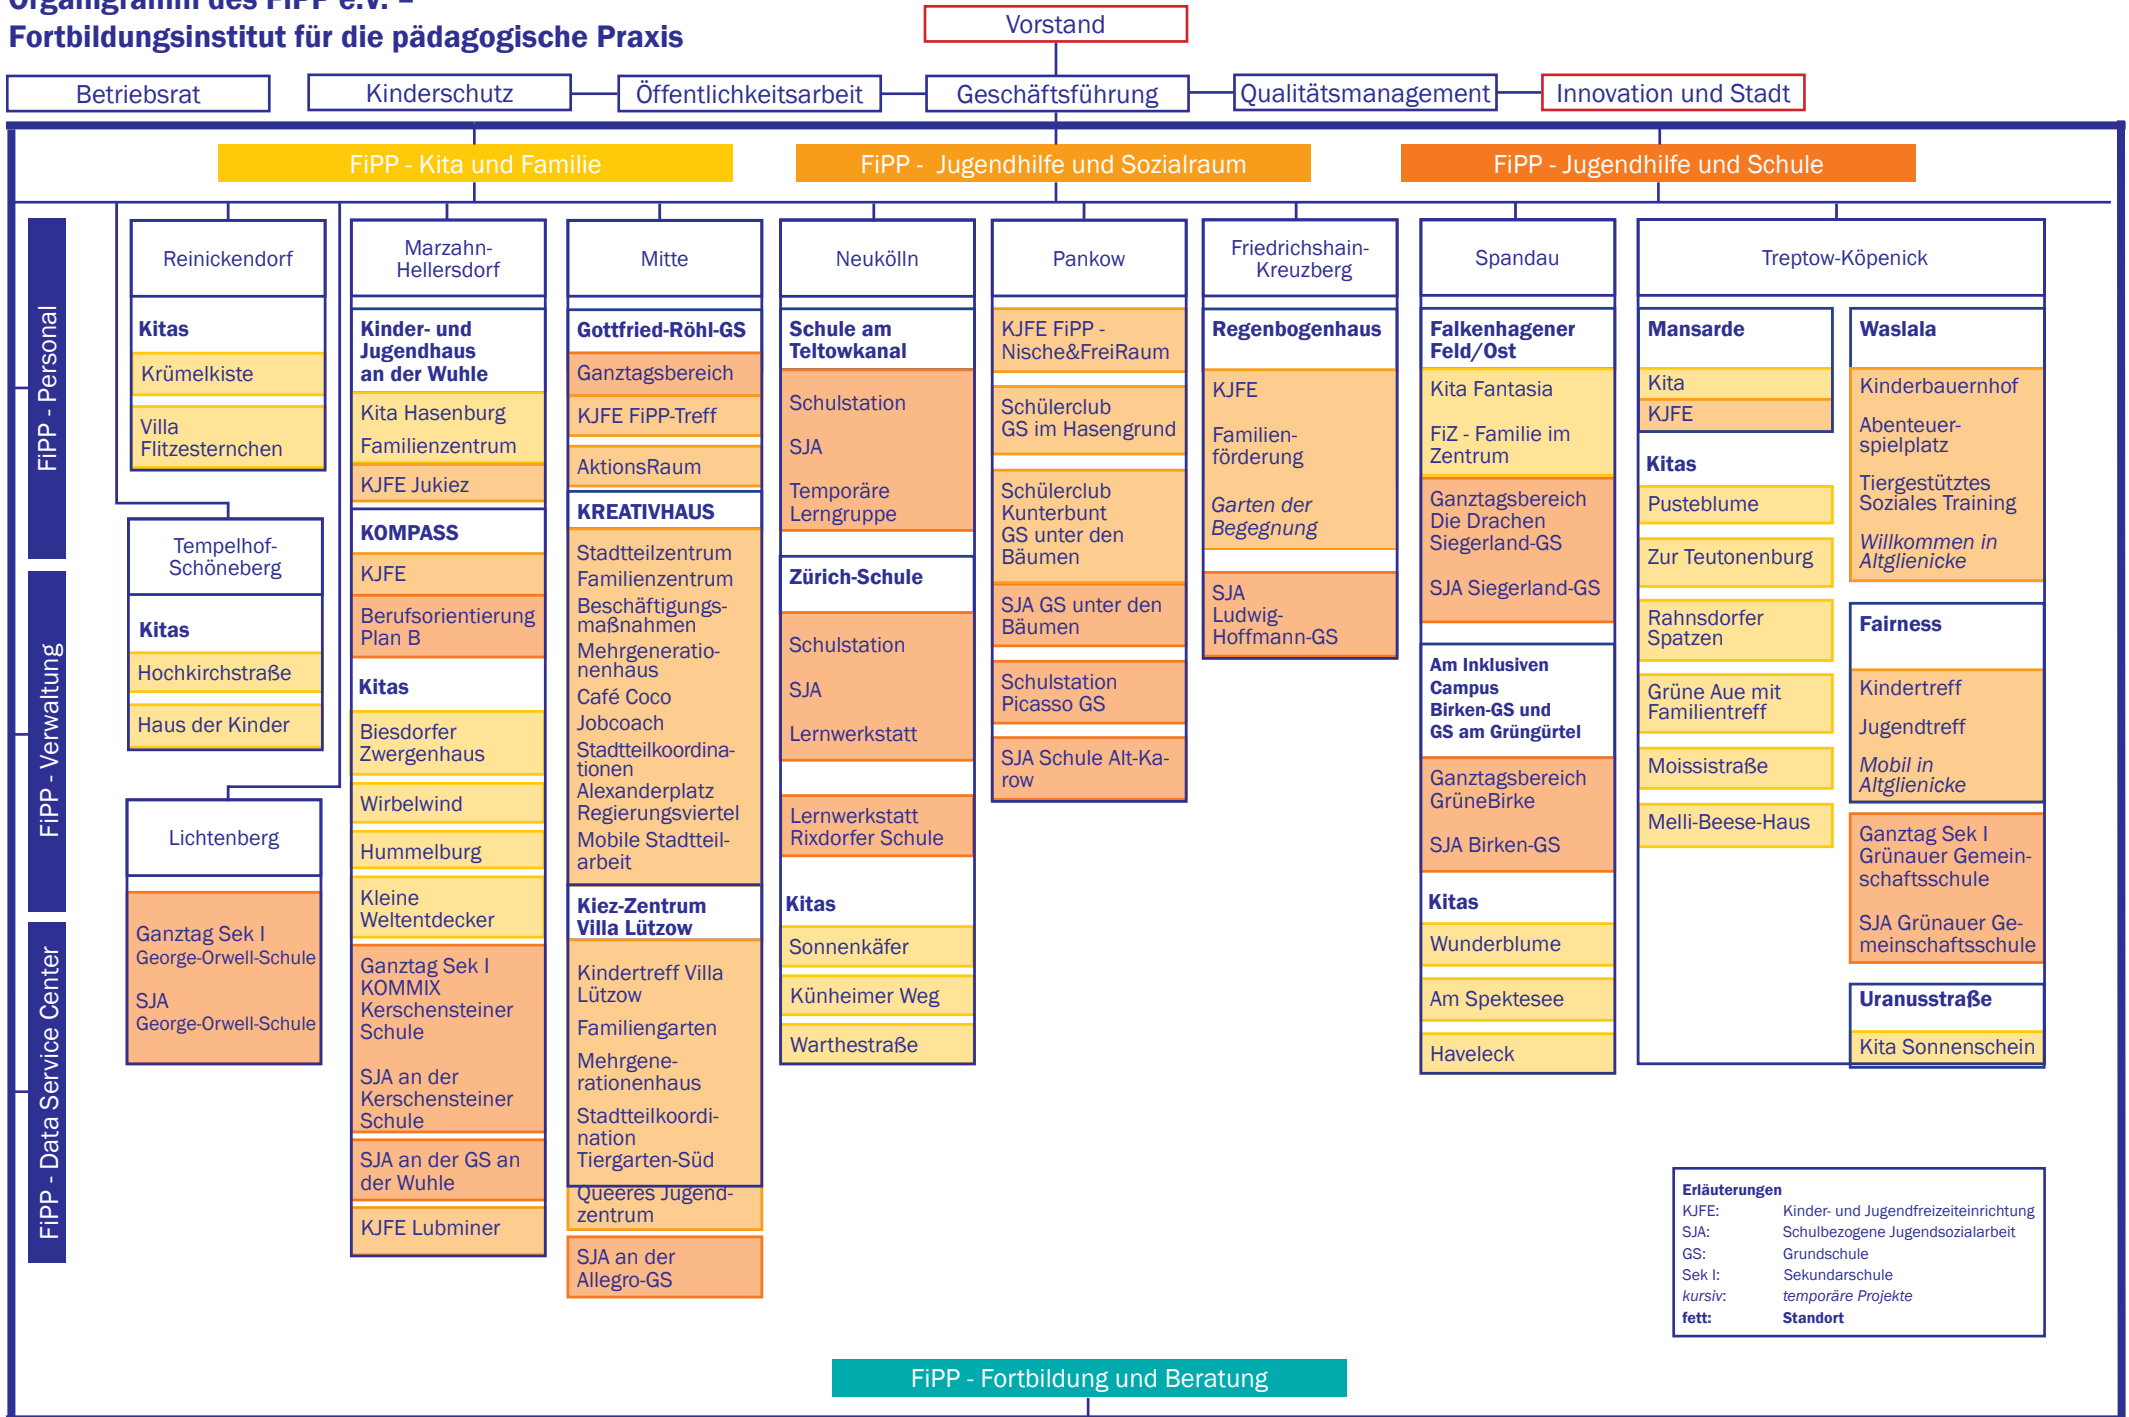 Organigramm des FiPP e.V. –
Fortbildungsinstitut für die pädagogische Praxis
Vorstand
Betriebsrat
Kinderschutz
Öffentlichkeitsarbeit
Geschäftsführung
Qualitätsmanagement
Innovation und Stadt
FiPP - Kita und Familie
FiPP - Jugendhilfe und Sozialraum
FiPP - Jugendhilfe und Schule
FiPP - Personal
FiPP - Verwaltung
FiPP - Data Service Center
Reinickendorf
Kitas
Krümelkiste
Villa
Flitzesternchen
Tempelhof-
Schöneberg
Kitas
Hochkirchstraße
Haus der Kinder
Lichtenberg
Ganztag Sek I
George-Orwell-Schule
SJA
George-Orwell-Schule
Marzahn-
Hellersdorf
Kinder- und
Jugendhaus
an der Wuhle
Kita Hasenburg
Familienzentrum
KJFE Jukiez
KOMPASS
KJFE
Berufsorientierung
Plan B
Kitas
Biesdorfer
Zwergenhaus
Wirbelwind
Hummelburg
Kleine
Weltentdecker
Ganztag Sek I
KOMMIX
Kerschensteiner
Schule
SJA an der
Kerschensteiner
Schule
SJA an der GS an
der Wuhle
KJFE Lubminer
Mitte
Gottfried-Röhl-GS
Ganztagsbereich
KJFE FiPP-Treff
AktionsRaum
KREATIVHAUS
Stadtteilzentrum
Familienzentrum
Beschäftigungs-
maßnahmen
Mehrgeneratio-
nenhaus
Café Coco
Jobcoach
Stadtteilkoordina-
tionen
Alexanderplatz
Regierungsviertel
Mobile Stadtteil-
arbeit
Kiez-Zentrum
Villa Lützow
Kindertreff Villa
Lützow
Familiengarten
Mehrgene-
rationenhaus
Stadtteilkoordi-
nation
Tiergarten-Süd
Queeres Jugend-
zentrum
SJA an der
Allegro-GS
Neukölln
Schule am
Teltowkanal
Schulstation
SJA
Temporäre
Lerngruppe
Zürich-Schule
Schulstation
SJA
Lernwerkstatt
Lernwerkstatt
Rixdorfer Schule
Kitas
Sonnenkäfer
Künheimer Weg
Warthestraße
Pankow
KJFE FiPP -
Nische&FreiRaum
Schülerclub
GS im Hasengrund
Schülerclub
Kunterbunt
GS unter den
Bäumen
SJA GS unter den
Bäumen
Schulstation
Picasso GS
SJA Schule Alt-Ka-
row
Friedrichshain-
Kreuzberg
Regenbogenhaus
KJFE
Familien-
förderung
Garten der
Begegnung
SJA
Ludwig-
Hoffmann-GS
Spandau
Falkenhagener
Feld/Ost
Kita Fantasia
FiZ - Familie im
Zentrum
Ganztagsbereich
Die Drachen
Siegerland-GS
SJA Siegerland-GS
Am Inklusiven
Campus
Birken-GS und
GS am Grüngürtel
Ganztagsbereich
GrüneBirke
SJA Birken-GS
Kitas
Wunderblume
Am Spektesee
Haveleck
Treptow-Köpenick
Mansarde
Kita
KJFE
Kitas
Pusteblume
Zur Teutonenburg
Rahnsdorfer
Spatzen
Grüne Aue mit
Familientreff
Moissistraße
Melli-Beese-Haus
Waslala
Kinderbauernhof
Abenteuer-
spielplatz
Tiergestütztes
Soziales Training
Willkommen in
Altglienicke
Fairness
Kindertreff
Jugendtreff
Mobil in
Altglienicke
Ganztag Sek I
Grünauer Gemein-
schaftsschule
SJA Grünauer Ge-
meinschaftsschule
Uranusstraße
Kita Sonnenschein
Erläuterungen
KJFE: Kinder- und Jugendfreizeiteinrichtung
SJA: Schulbezogene Jugendsozialarbeit
GS: Grundschule
Sek I: Sekundarschule
kursiv: temporäre Projekte
fett: Standort
FiPP - Fortbildung und Beratung